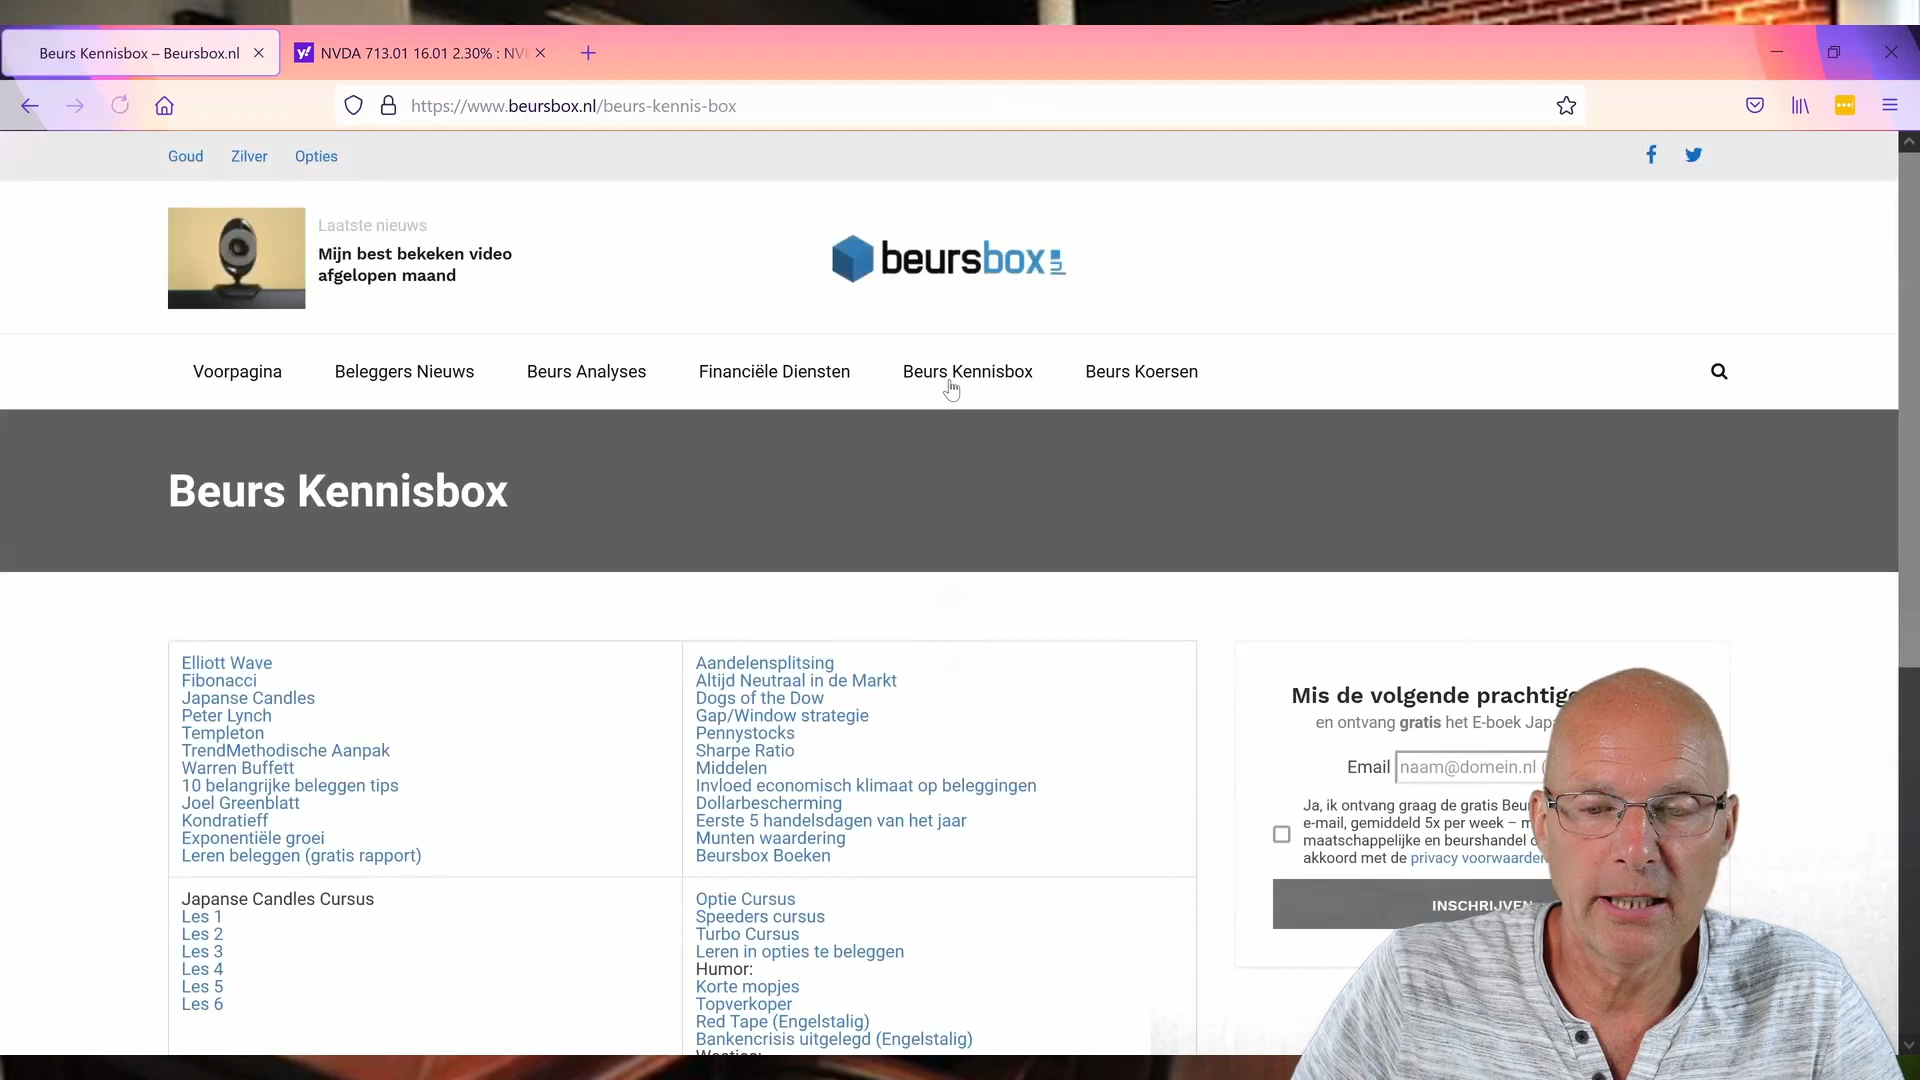 Beurs Kennisbox – Beursbox.nl
NVDA 713.01 16.01 2.30% : NVI
https://www.beursbox.nl/beurs-kennis-box
Goud Zilver Opties
Laatste nieuws
Mijn best bekeken video
afgelopen maand
beursbox.nl
Voorpagina Beleggers Nieuws Beurs Analyses Financiële Diensten Beurs Kennisbox Beurs Koersen
Beurs Kennisbox
Elliott Wave
Fibonacci
Japanse Candles
Peter Lynch
Templeton
TrendMethodische Aanpak
Warren Buffett
10 belangrijke beleggen tips
Joel Greenblatt
Kondratieff
Exponentiële groei
Leren beleggen (gratis rapport)
Aandelensplitsing
Altijd Neutraal in de Markt
Dogs of the Dow
Gap/Window strategie
Pennystocks
Sharpe Ratio
Middelen
Invloed economisch klimaat op beleggingen
Dollarbescherming
Eerste 5 handelsdagen van het jaar
Munten waardering
Beursbox Boeken
Japanse Candles Cursus
Les 1
Les 2
Les 3
Les 4
Les 5
Les 6
Optie Cursus
Speeders cursus
Turbo Cursus
Leren in opties te beleggen
Humor:
Korte mopjes
Topverkoper
Red Tape (Engelstalig)
Bankencrisis uitgelegd (Engelstalig)
Mis de volgende prachtige
en ontvang gratis het E-boek Jap
Email naam@domein.nl (
Ja, ik ontvang graag de gratis Beur
e-mail, gemiddeld 5x per week – m
maatschappelijke en beurshandel
akkoord met de privacy voorwaarden
INSCHRIJVEN